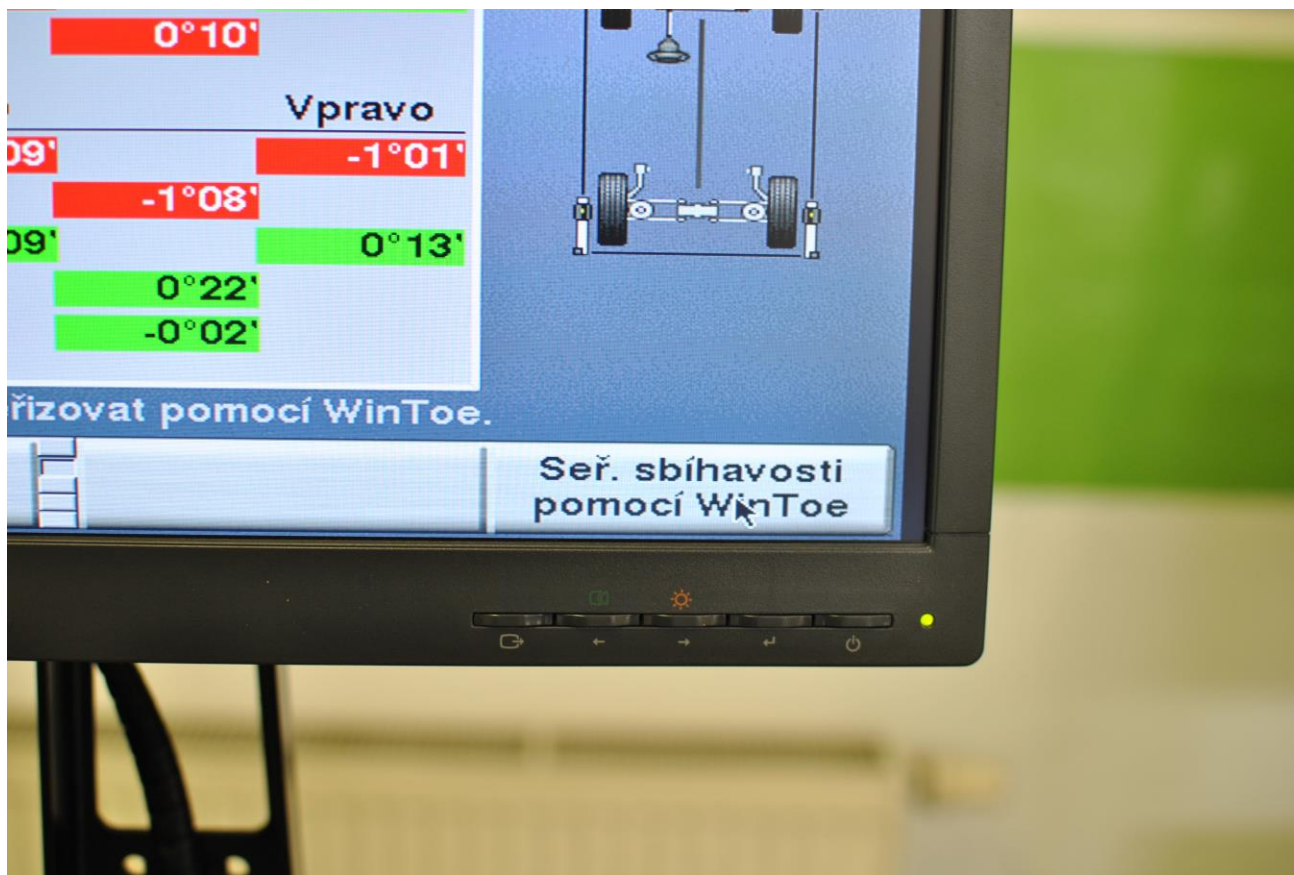 0°10'
Vpravo
09' -1°01'
-1°08'
09' 0°13'
0°22'
-0°02'
řizovat pomocí WinToe.
Seř. sbíhavosti
pomocí WinToe